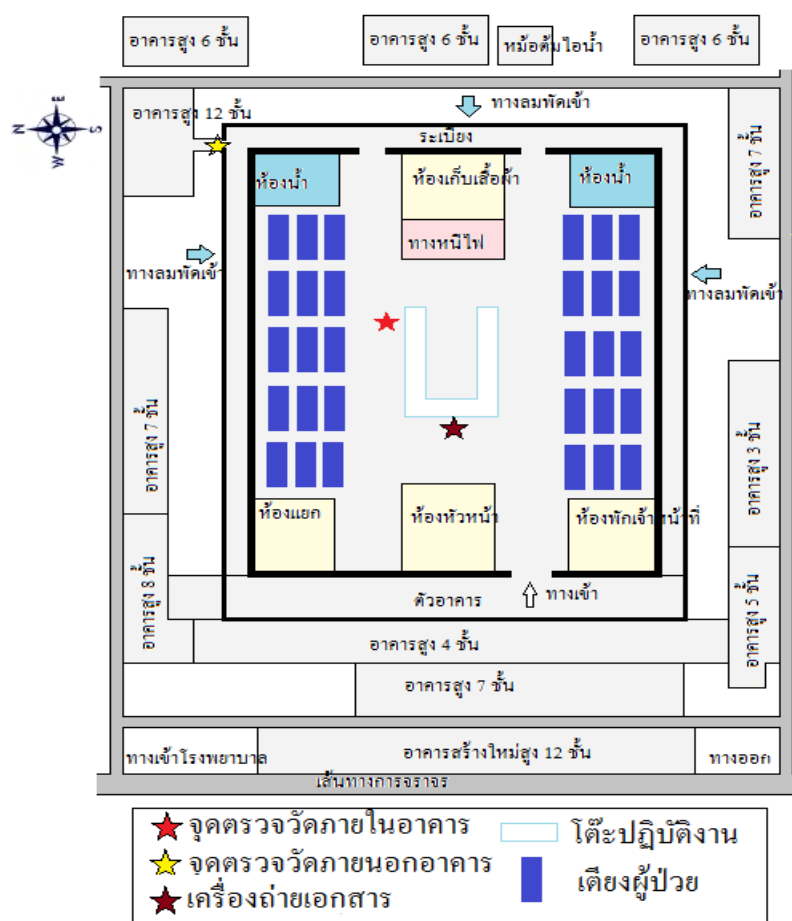 อาคารสูง 6 ชั้น
อาคารสูง 6 ชั้น
หม้อต้มไอน้ำ
อาคารสูง 6 ชั้น
N
E
S
W
อาคารสูง 12 ชั้น
ทางลมพัดเข้า
ระเบียง
อาคารสูง 7 ชั้น
ห้องน้ำ
ห้องเก็บเสื้อผ้า
ห้องน้ำ
ทางหนีไฟ
ทางลมพัดเข้า
ทางลมพัดเข้า
อาคารสูง 7 ชั้น
อาคารสูง 3 ชั้น
ห้องแยก
ห้องหัวหน้า
ห้องพักเจ้าหน้าที่
อาคารสูง 8 ชั้น
ตัวอาคาร
ทางเข้า
อาคารสูง 5 ชั้น
อาคารสูง 4 ชั้น
อาคารสูง 7 ชั้น
ทางเข้าโรงพยาบาล
อาคารสร้างใหม่สูง 12 ชั้น
ทางออก
เส้นทางการจราจร
จุดตรวจวัดภายในอาคาร
โต๊ะปฏิบัติงาน
จุดตรวจวัดภายนอกอาคาร
เตียงผู้ป่วย
เครื่องถ่ายเอกสาร